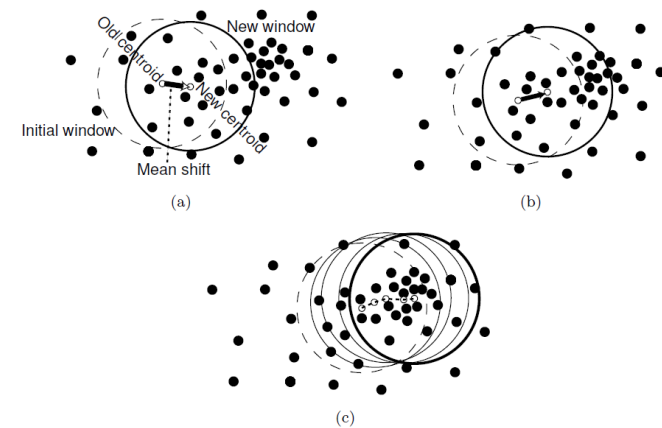 New window
Old centroid
New centroid
Initial window
Mean shift
(a)
(b)
(c)